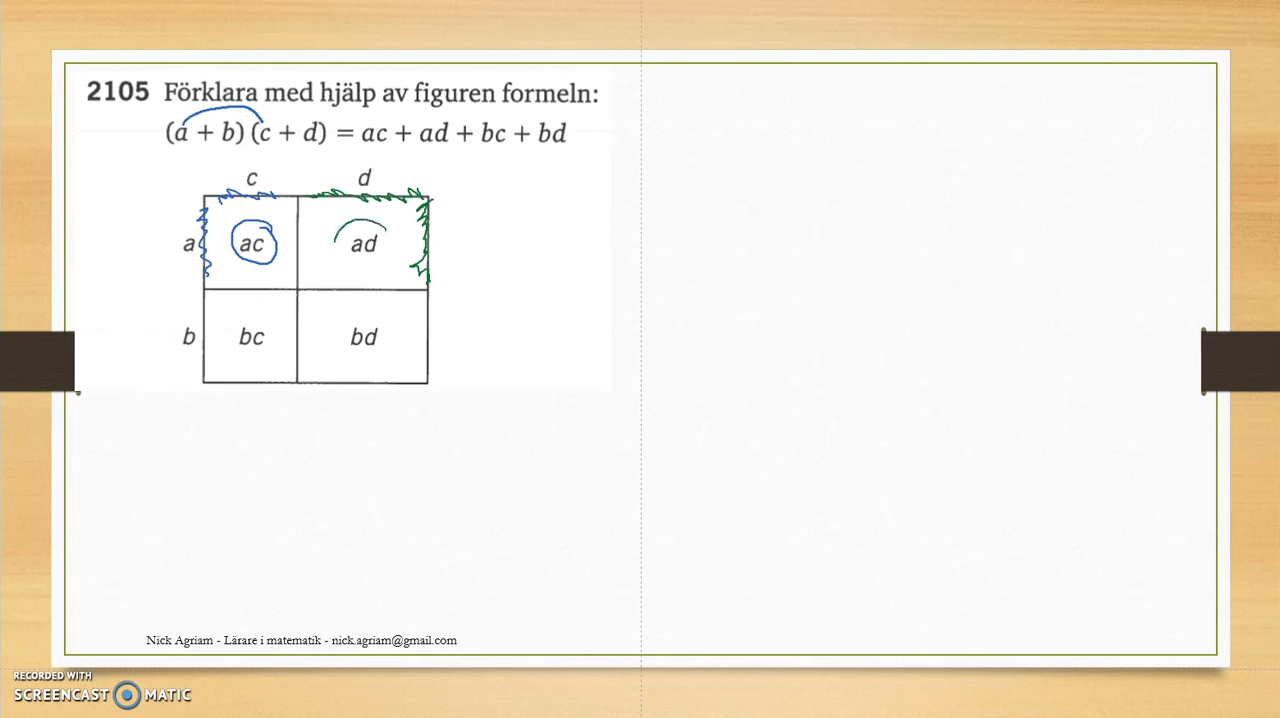 2105 Förklara med hjälp av figuren formeln:
(a + b) (c + d) = ac + ad + bc + bd
c d
a ac ad
b bc bd
Nick Agriam - Lärare i matematik - nick.agriam@gmail.com
RECORDED WITH
SCREENCAST MATIC